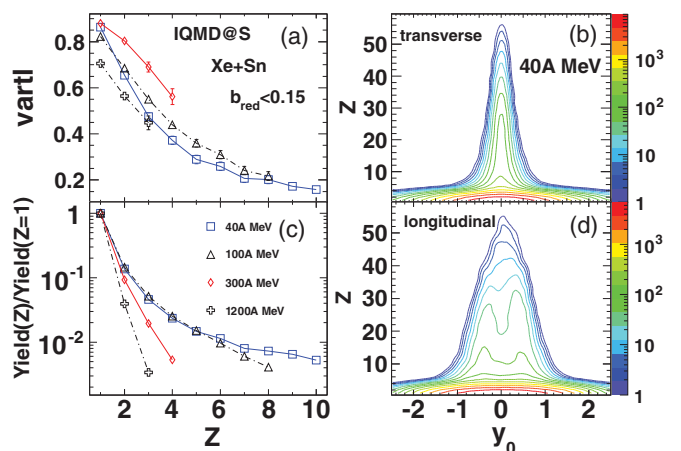 IQMD@S
(a)
Xe+Sn
b_red<0.15
vartl
0.8
0.6
0.4
0.2
transverse
(b)
40A MeV
Z
50
40
30
20
10
10^3
10^2
10
1
(c)
40A MeV
100A MeV
300A MeV
1200A MeV
Yield(Z)/Yield(Z=1)
1
10^-1
10^-2
2 4 6 8 10
Z
longitudinal
(d)
Z
50
40
30
20
10
-2 -1 0 1 2
y_0
10^3
10^2
10
1